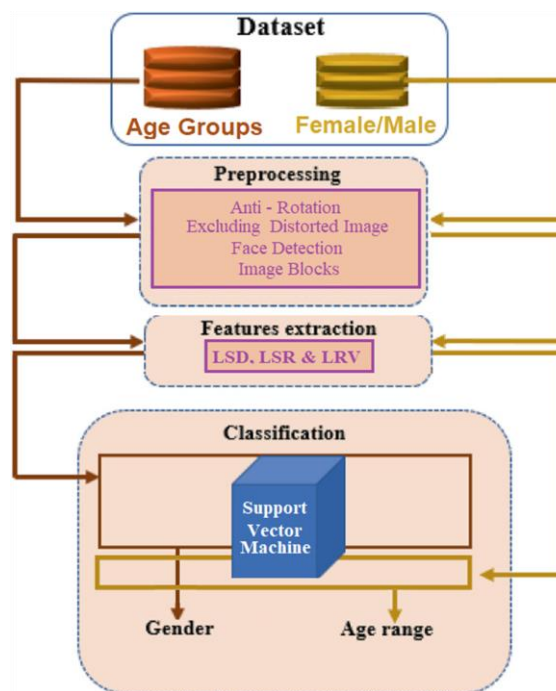 Dataset
Age Groups
Female/Male
Preprocessing
Anti - Rotation
Excluding Distorted Image
Face Detection
Image Blocks
Features extraction
LSD, LSR & LRV
Classification
Support
Vector
Machine
Gender
Age range